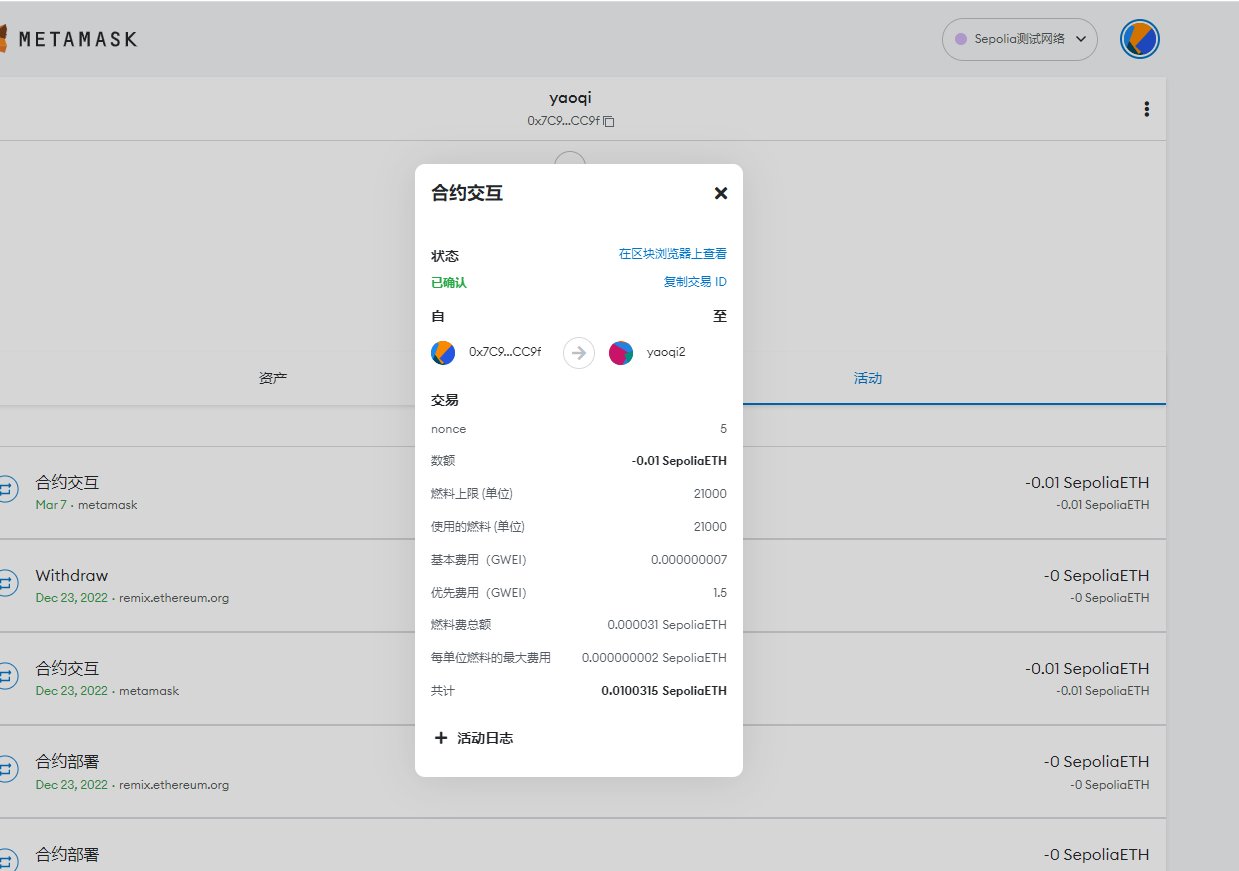 METAMASK
Sepolia测试网络
yaoqi
0x7C9...CC9f
合约交互
状态
在区块浏览器上查看
已确认
复制交易 ID
自
至
0x7C9...CC9f
yaoqi2
交易
nonce
5
数额
-0.01 SepoliaETH
燃料上限 (单位)
21000
使用的燃料 (单位)
21000
基本费用（GWEI）
0.000000007
优先费用（GWEI）
1.5
燃料费总额
0.000031 SepoliaETH
每单位燃料的最大费用
0.000000002 SepoliaETH
共计
0.0100315 SepoliaETH
活动日志
资产
活动
合约交互
Mar 7 · metamask
-0.01 SepoliaETH
-0.01 SepoliaETH
Withdraw
Dec 23, 2022 · remix.ethereum.org
-0 SepoliaETH
-0 SepoliaETH
合约交互
Dec 23, 2022 · metamask
-0.01 SepoliaETH
-0.01 SepoliaETH
合约部署
Dec 23, 2022 · remix.ethereum.org
-0 SepoliaETH
-0 SepoliaETH
合约部署
-0 SepoliaETH